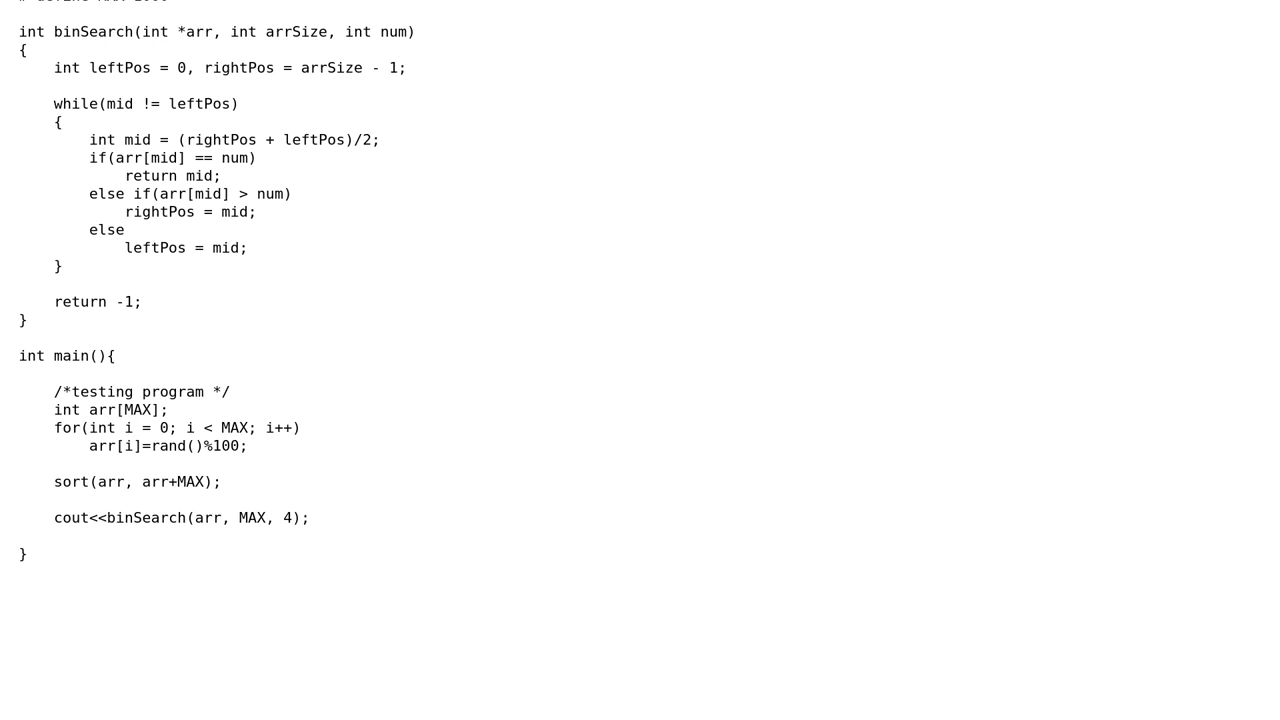 int binSearch(int *arr, int arrSize, int num)
{
    int leftPos = 0, rightPos = arrSize - 1;
    while(mid != leftPos)
    {
        int mid = (rightPos + leftPos)/2;
        if(arr[mid] == num)
            return mid;
        else if(arr[mid] > num)
            rightPos = mid;
        else
            leftPos = mid;
    }
    return -1;
}
int main(){
    /*testing program */
    int arr[MAX];
    for(int i = 0; i < MAX; i++)
        arr[i]=rand()%100;
    sort(arr, arr+MAX);
    cout<<binSearch(arr, MAX, 4);
}